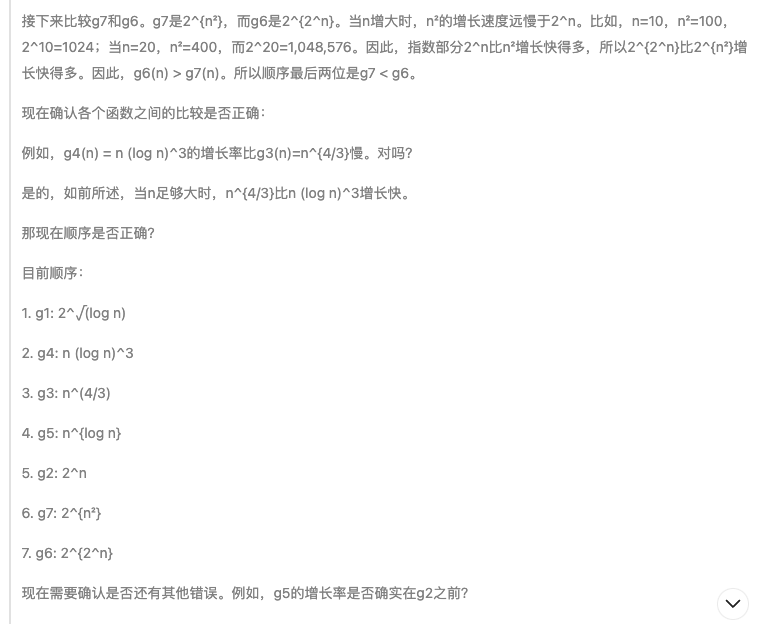 接下来比较g7和g6。g7是2^{n²}，而g6是2^{2^n}。当n增大时，n²的增长速度远慢于2^n。比如，n=10，n²=100，
2^10=1024；当n=20，n²=400，而2^20=1,048,576。因此，指数部分2^n比n²增长快得多，所以2^{2^n}比2^{n²}增
长快得多。因此，g6(n) > g7(n)。所以顺序最后两位是g7 < g6。
现在确认各个函数之间的比较是否正确：
例如，g4(n) = n (log n)^3的增长率比g3(n)=n^{4/3}慢。对吗？
是的，如前所述，当n足够大时，n^{4/3}比n (log n)^3增长快。
那现在顺序是否正确？
目前顺序：
1. g1: 2^√(log n)
2. g4: n (log n)^3
3. g3: n^(4/3)
4. g5: n^{log n}
5. g2: 2^n
6. g7: 2^{n²}
7. g6: 2^{2^n}
现在需要确认是否还有其他错误。例如，g5的增长率是否确实在g2之前？